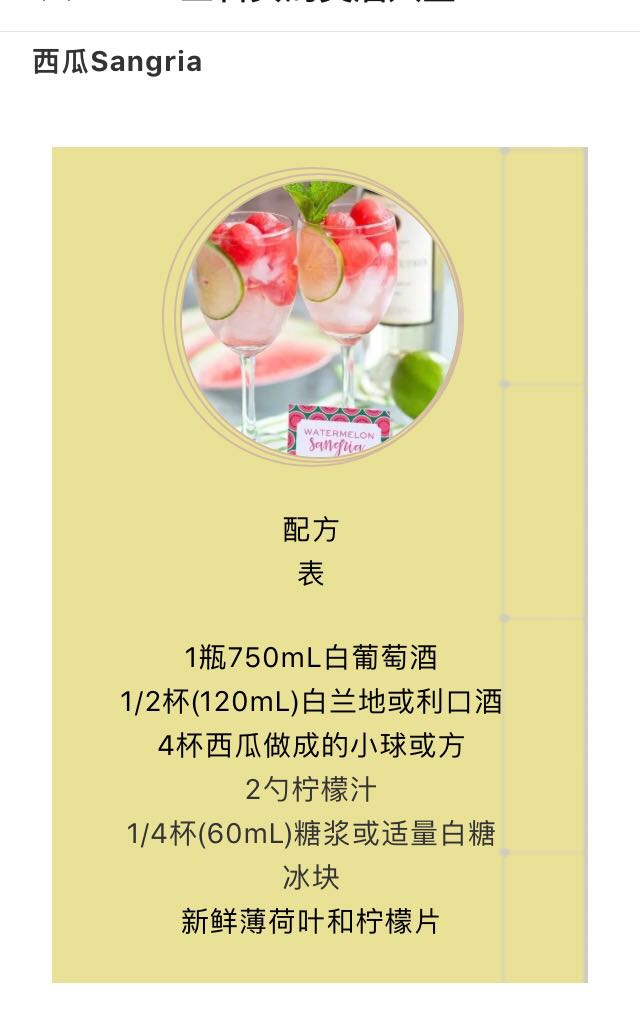 西瓜Sangria
WATERMELON
sangria
配方
表
1瓶750mL白葡萄酒
1/2杯(120mL)白兰地或利口酒
4杯西瓜做成的小球或方
2勺柠檬汁
1/4杯(60mL)糖浆或适量白糖
冰块
新鲜薄荷叶和柠檬片